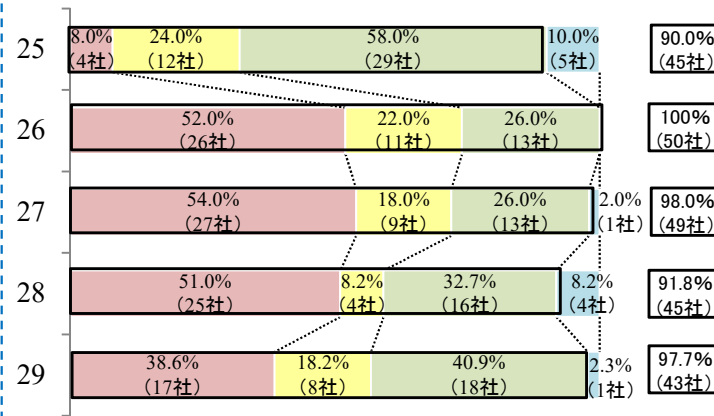 25
8.0% 24.0% 58.0% 10.0% 90.0%
(4社) (12社) (29社) (5社) (45社)
26
52.0% 22.0% 26.0% 100%
(26社) (11社) (13社) (50社)
27
54.0% 18.0% 26.0% 2.0% 98.0%
(27社) (9社) (13社) (1社) (49社)
28
51.0% 8.2% 32.7% 8.2% 91.8%
(25社) (4社) (16社) (4社) (45社)
29
38.6% 18.2% 40.9% 2.3% 97.7%
(17社) (8社) (18社) (1社) (43社)